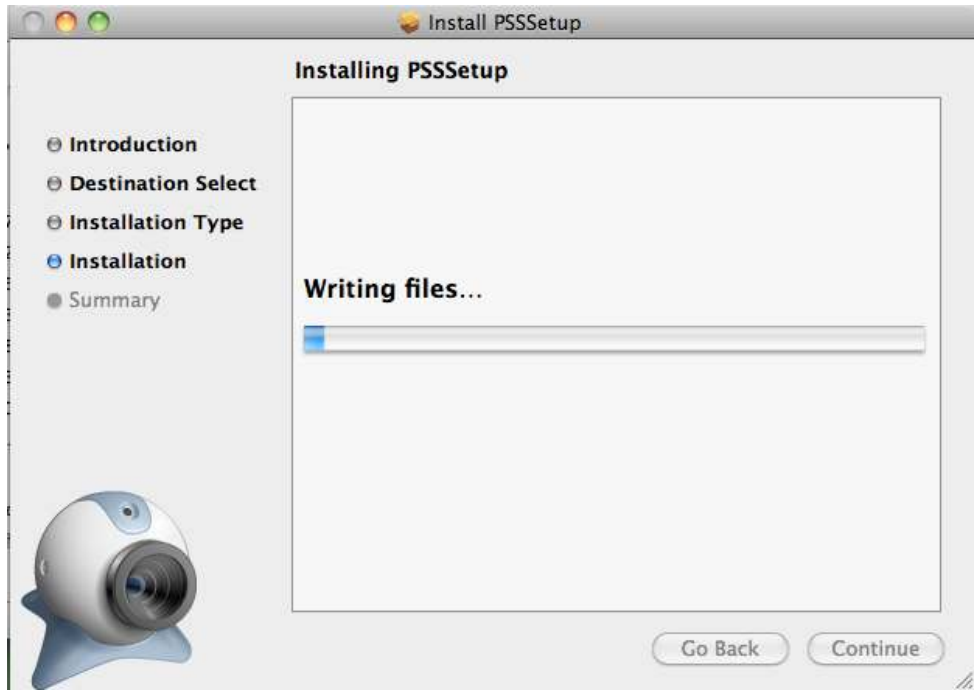 Install PSSSetup
Installing PSSSetup
Introduction
Destination Select
Installation Type
Installation
Summary
Writing files...
Go Back
Continue